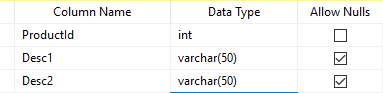 Column Name Data Type Allow Nulls
ProductId int
Desc1 varchar(50)
Desc2 varchar(50)